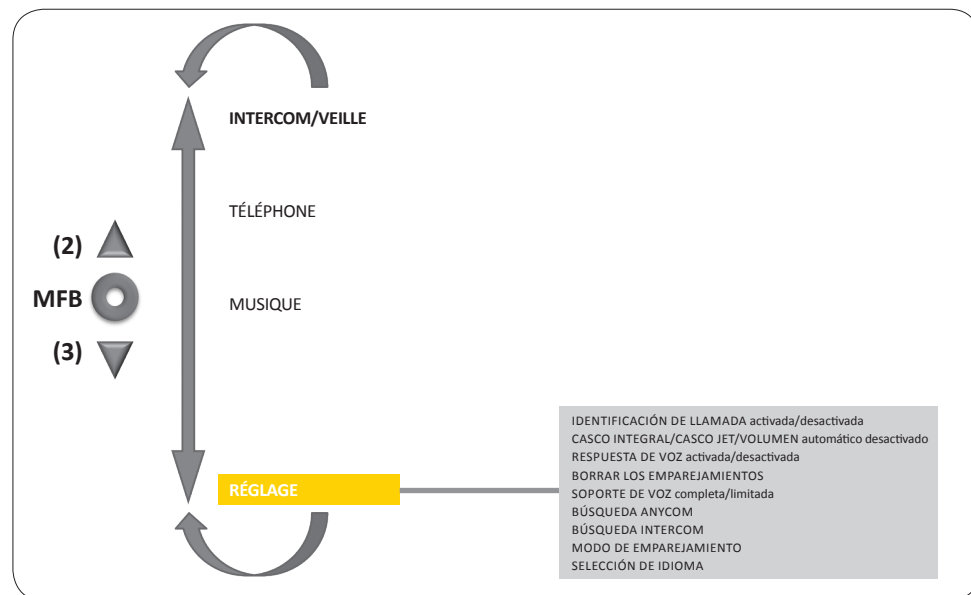 INTERCOM/VEILLE
TÉLÉPHONE
(2)
MFB
MUSIQUE
(3)
RÉGLAGE
IDENTIFICACIÓN DE LLAMADA activada/desactivada
CASCO INTEGRAL/CASCO JET/VOLUMEN automático desactivado
RESPUESTA DE VOZ activada/desactivada
BORRAR LOS EMPAREJAMIENTOS
SOPORTE DE VOZ completa/limitada
BÚSQUEDA ANYCOM
BÚSQUEDA INTERCOM
MODO DE EMPAREJAMIENTO
SELECCIÓN DE IDIOMA